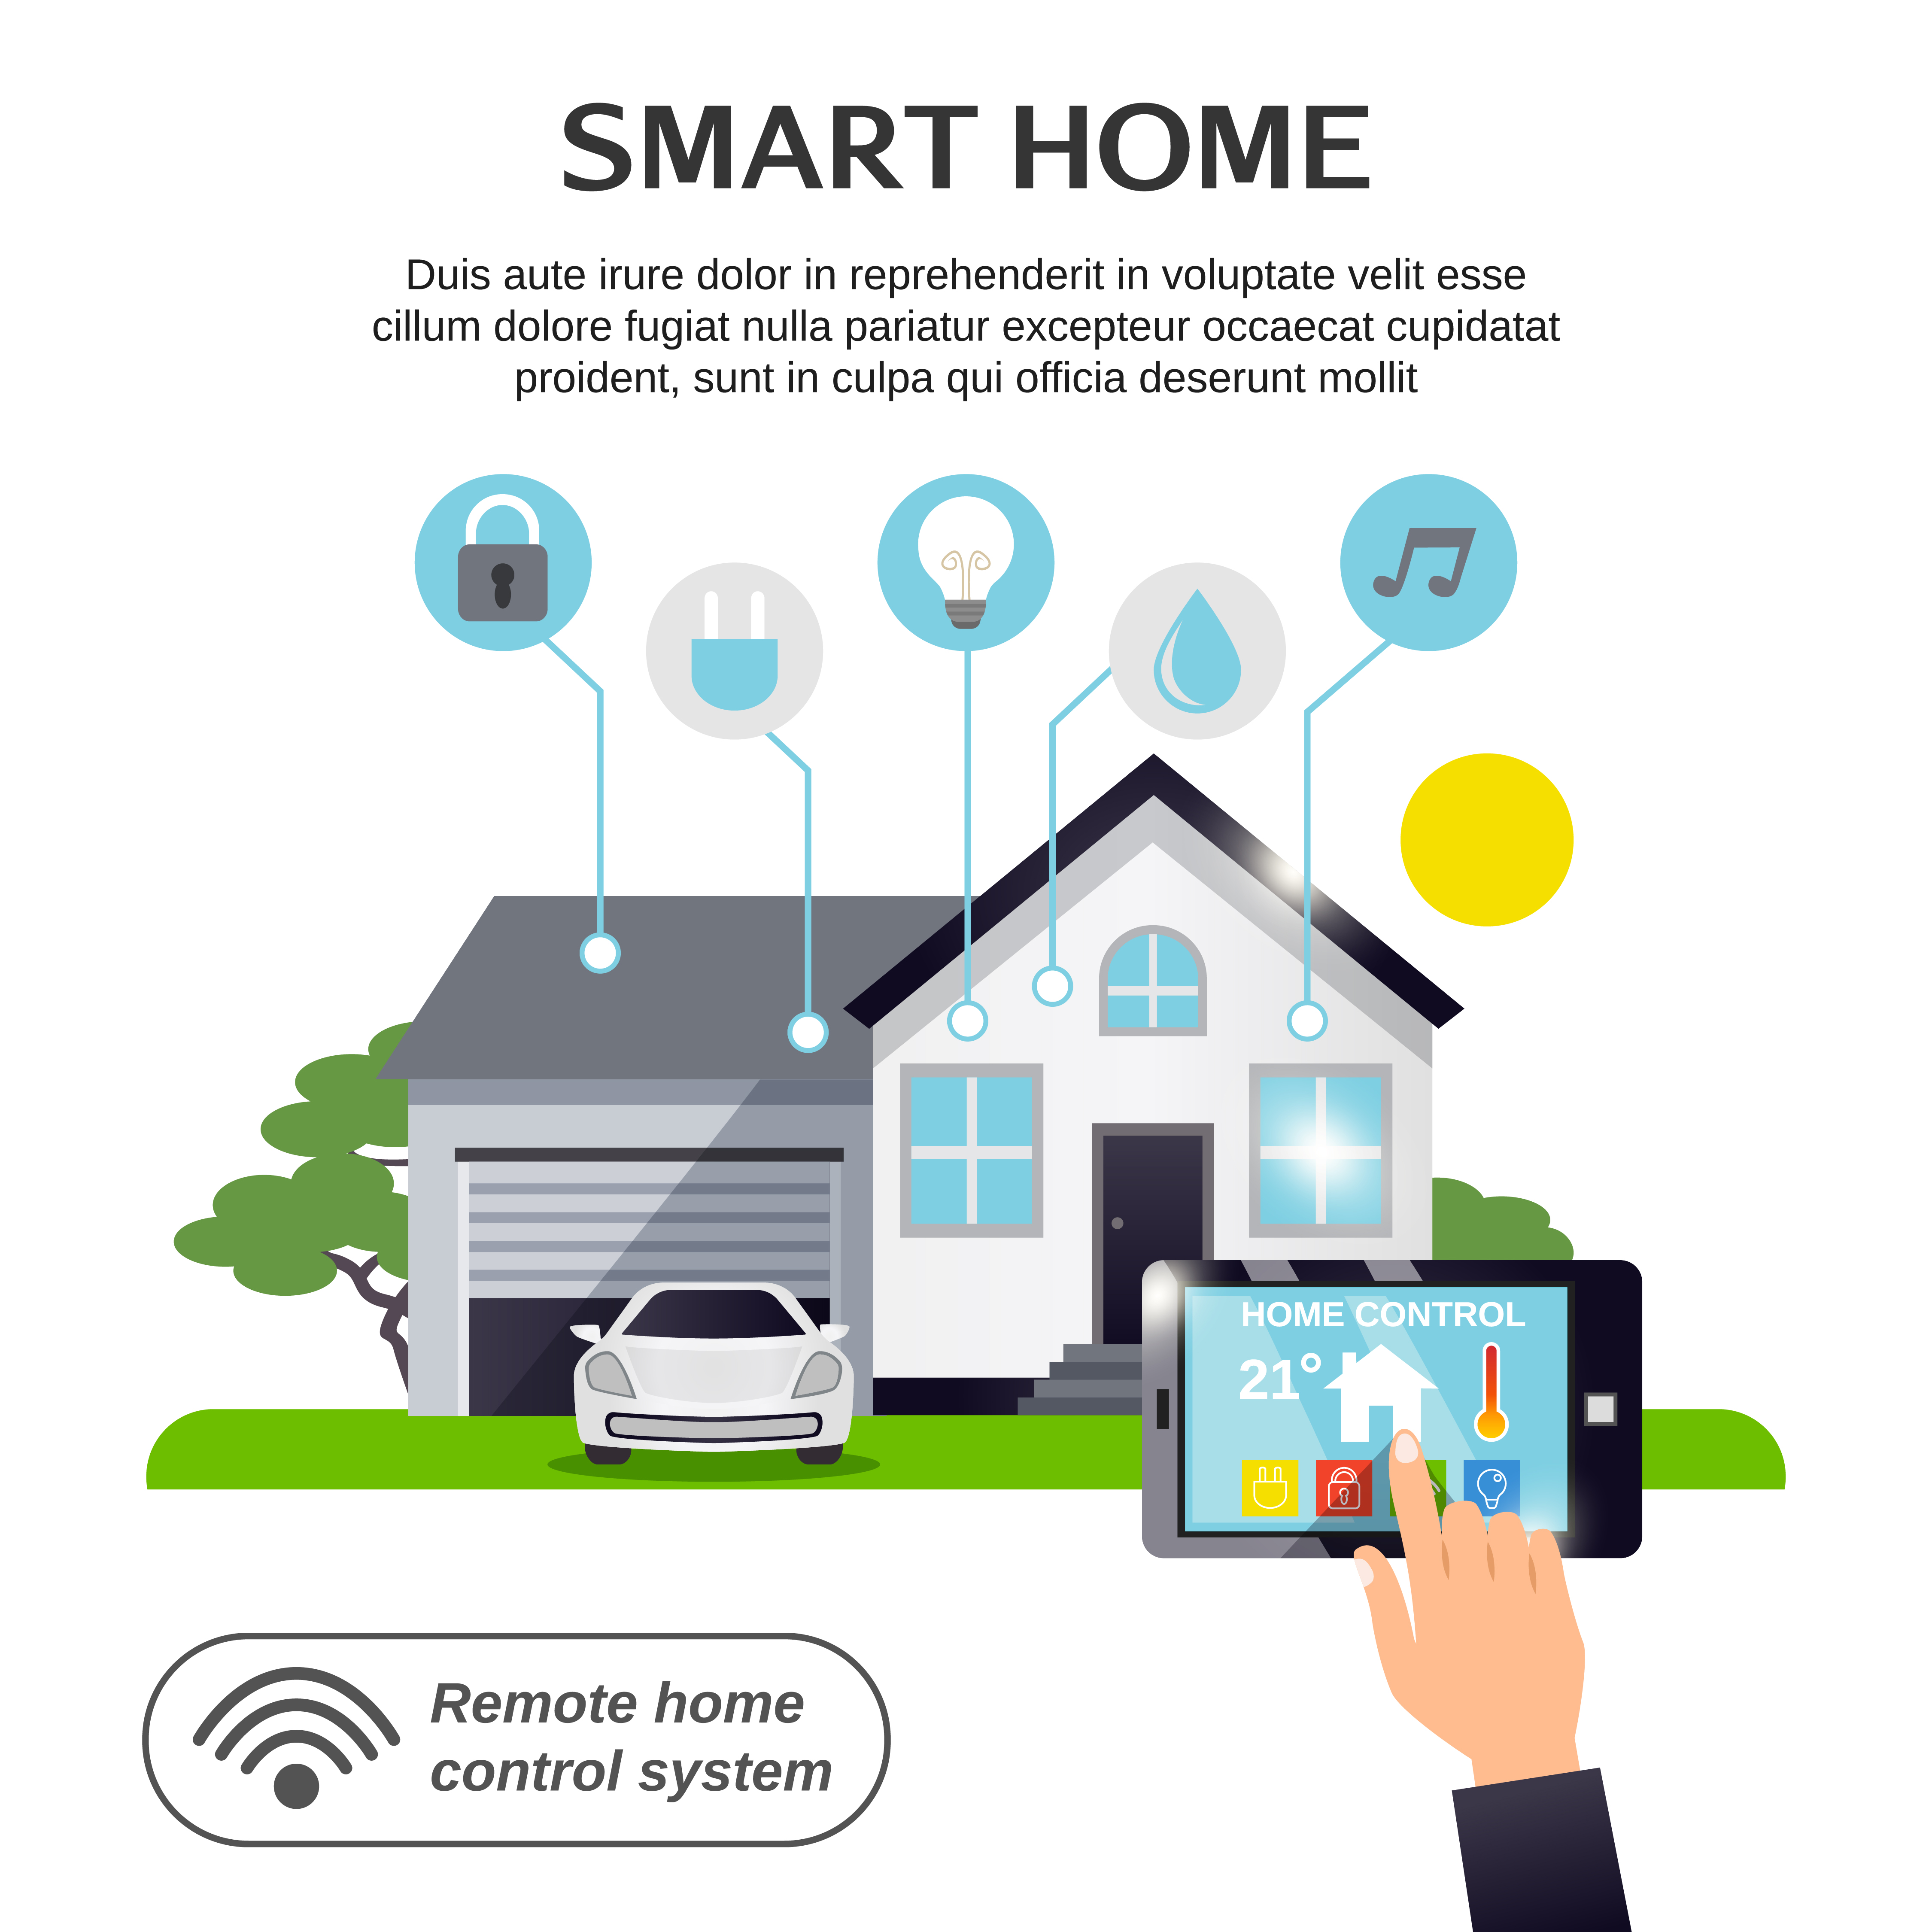 SMART HOME
Duis aute irure dolor in reprehenderit in voluptate velit esse
cillum dolore fugiat nulla pariatur excepteur occaecat cupidatat
proident, sunt in culpa qui officia deserunt mollit
HOME CONTROL
21°
Remote home
control system